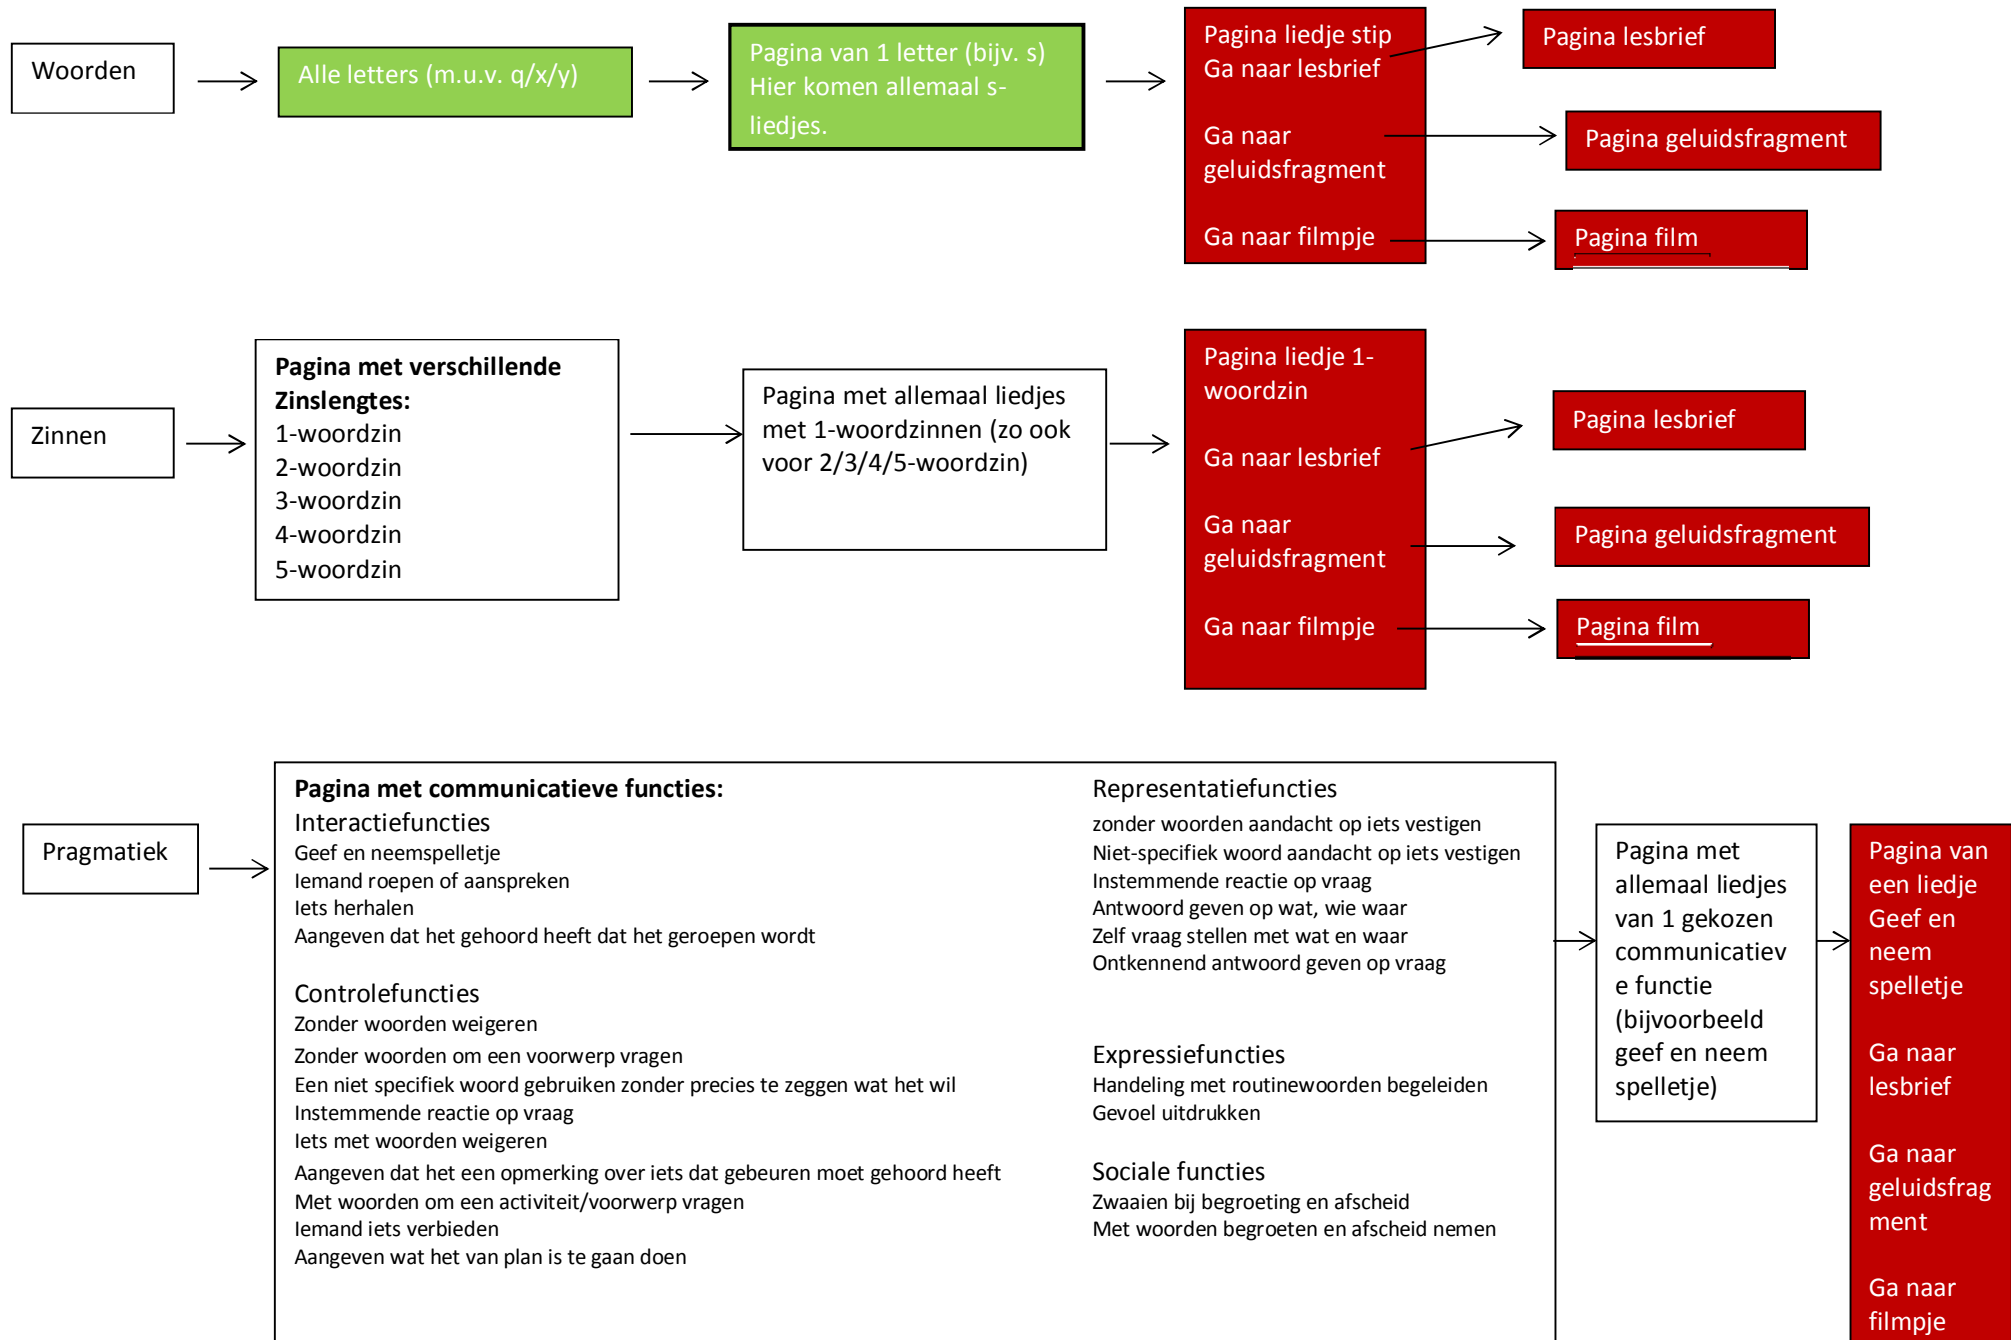 Woorden
Alle letters (m.u.v. q/x/y)
Pagina van 1 letter (bijv. s)
Hier komen allemaal s-
liedjes.
Pagina liedje stip
Ga naar lesbrief
Ga naar
geluidsfragment
Ga naar filmpje
Pagina lesbrief
Pagina geluidsfragment
Pagina film
Zinnen
Pagina met verschillende
Zinslengtes:
1-woordzin
2-woordzin
3-woordzin
4-woordzin
5-woordzin
Pagina met allemaal liedjes
met 1-woordzinnen (zo ook
voor 2/3/4/5-woordzin)
Pagina liedje 1-
woordzin
Ga naar lesbrief
Ga naar
geluidsfragment
Ga naar filmpje
Pagina lesbrief
Pagina geluidsfragment
Pagina film
Pragmatiek
Pagina met communicatieve functies:
Interactiefuncties
Geef en neemspelletje
Iemand roepen of aanspreken
Iets herhalen
Aangeven dat het gehoord heeft dat het geroepen wordt
Controlefuncties
Zonder woorden weigeren
Zonder woorden om een voorwerp vragen
Een niet specifiek woord gebruiken zonder precies te zeggen wat het wil
Instemmende reactie op vraag
Iets met woorden weigeren
Aangeven dat het een opmerking over iets dat gebeuren moet gehoord heeft
Met woorden om een activiteit/voorwerp vragen
Iemand iets verbieden
Aangeven wat het van plan is te gaan doen
Representatiefuncties
zonder woorden aandacht op iets vestigen
Niet-specifiek woord aandacht op iets vestigen
Instemmende reactie op vraag
Antwoord geven op wat, wie waar
Zelf vraag stellen met wat en waar
Ontkennend antwoord geven op vraag
Expressiefuncties
Handeling met routinewoorden begeleiden
Gevoel uitdrukken
Sociale functies
Zwaaien bij begroeting en afscheid
Met woorden begroeten en afscheid nemen
Pagina met
allemaal liedjes
van 1 gekozen
communicatiev
e functie
(bijvoorbeeld
geef en neem
spelletje)
Pagina van
een liedje
Geef en
neem
spelletje
Ga naar
lesbrief
Ga naar
geluidsfrag
ment
Ga naar
filmpje